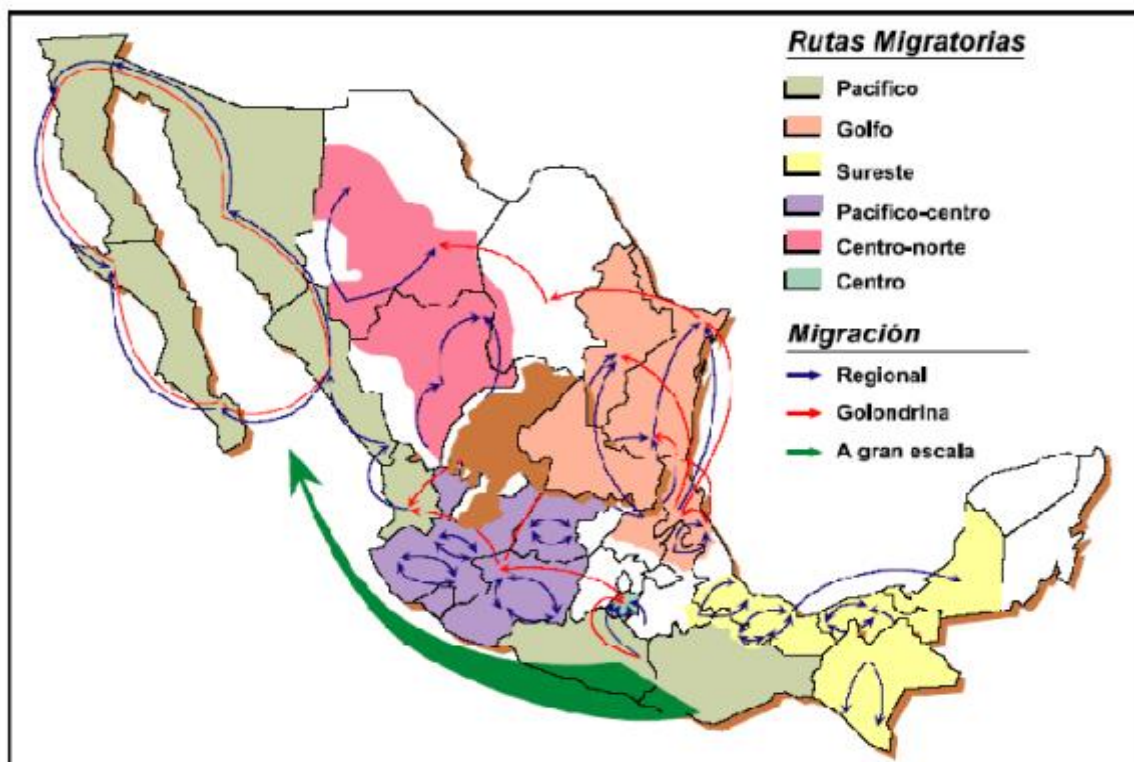 Rutas Migratorias
Pacífico
Golfo
Sureste
Pacífico-centro
Centro-norte
Centro
Migración
Regional
Golondrina
A gran escala